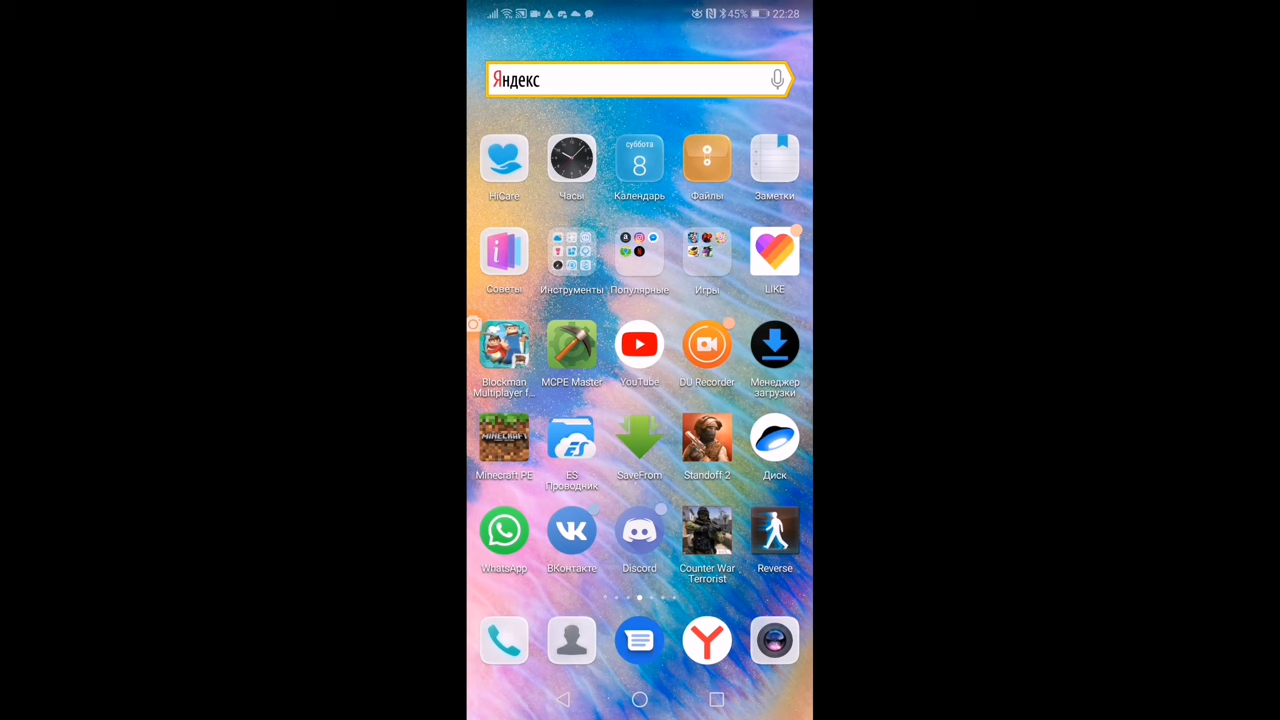 45% 22:28
Яндекс
суббота
8
HiCare Часы Календарь Файлы Заметки
Советы Инструменты Популярные Игры LIKE
Blockman MCPE Master YouTube DU Recorder Менеджер
Multiplayer f... загрузки
MINECRAFT ES
Minecraft PE ES SaveFrom Standoff 2 Диск
Проводник
WhatsApp ВКонтакте Discord Counter War Reverse
Terrorist